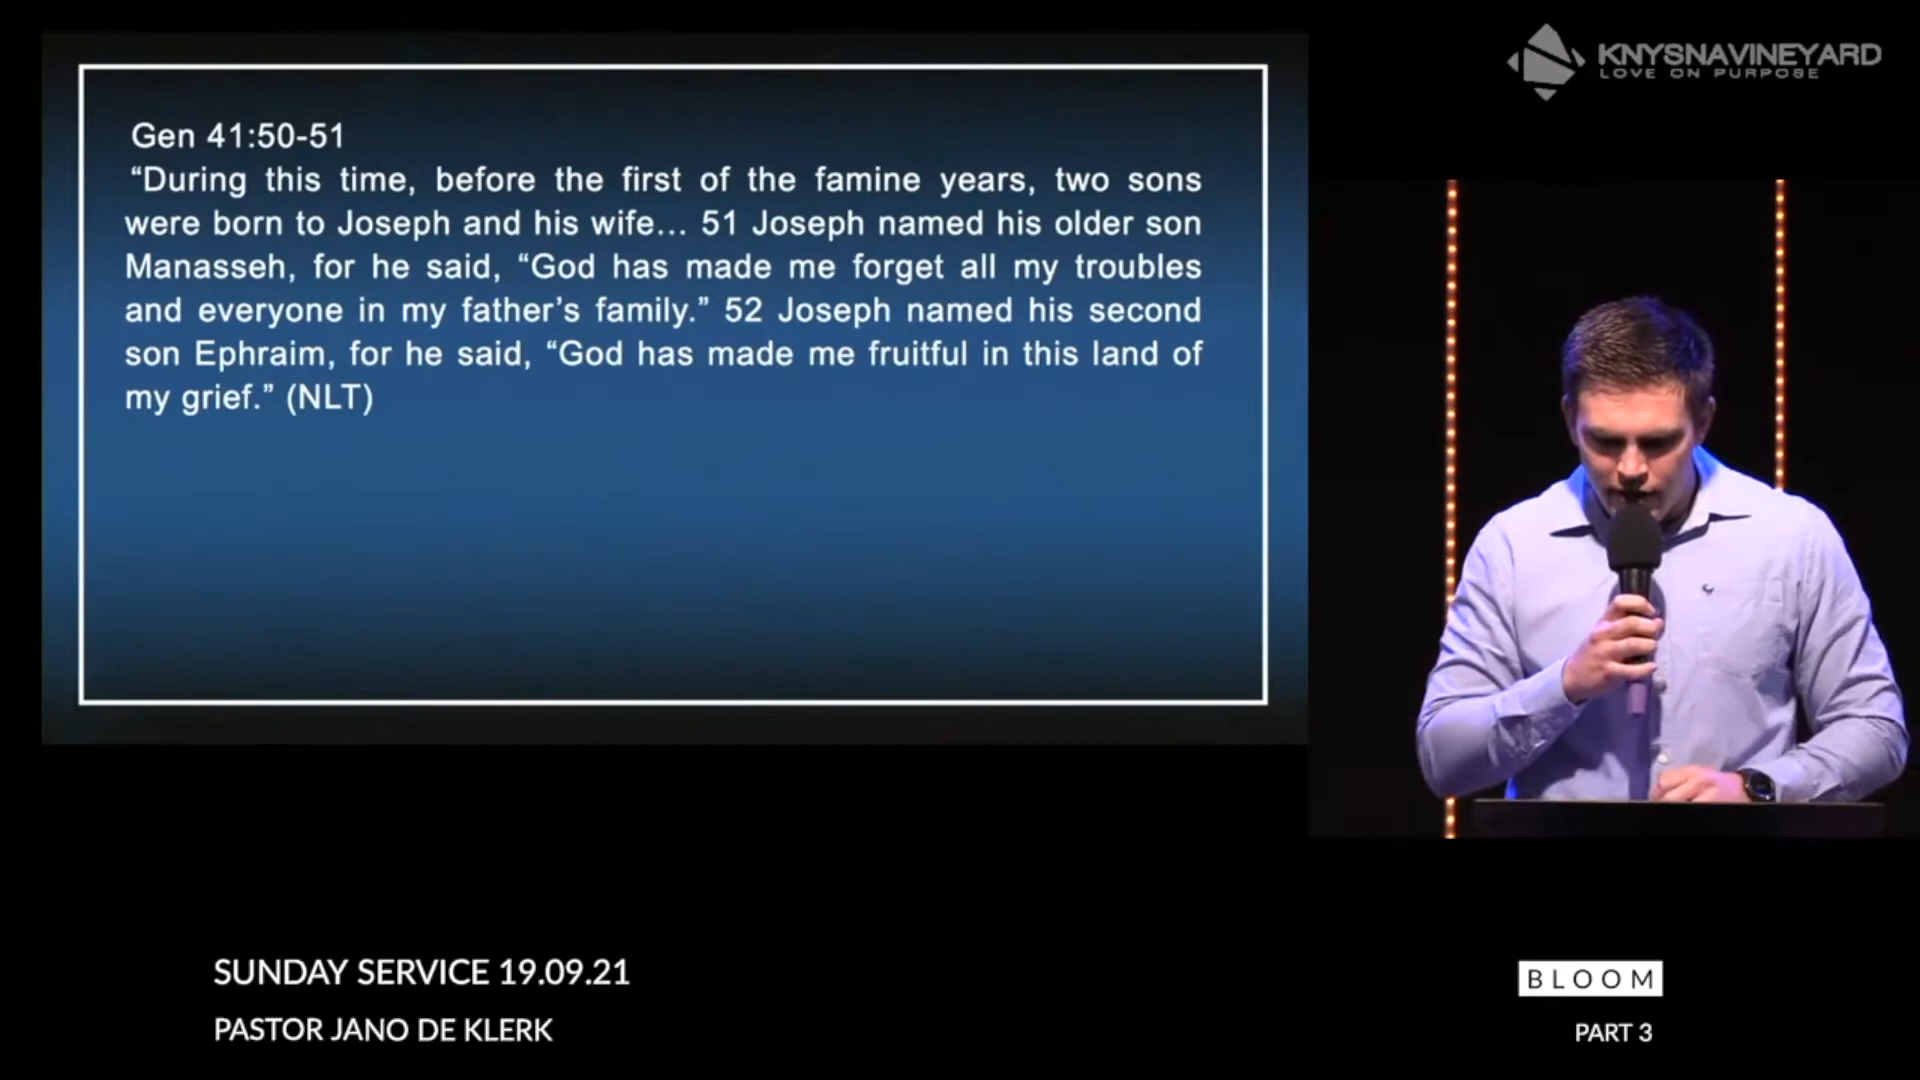 KNYSNAVINEYARD
LOVE ON PURPOSE
Gen 41:50-51
“During this time, before the first of the famine years, two sons
were born to Joseph and his wife... 51 Joseph named his older son
Manasseh, for he said, “God has made me forget all my troubles
and everyone in my father’s family.” 52 Joseph named his second
son Ephraim, for he said, “God has made me fruitful in this land of
my grief.” (NLT)
SUNDAY SERVICE 19.09.21
PASTOR JANO DE KLERK
BLOOM
PART 3